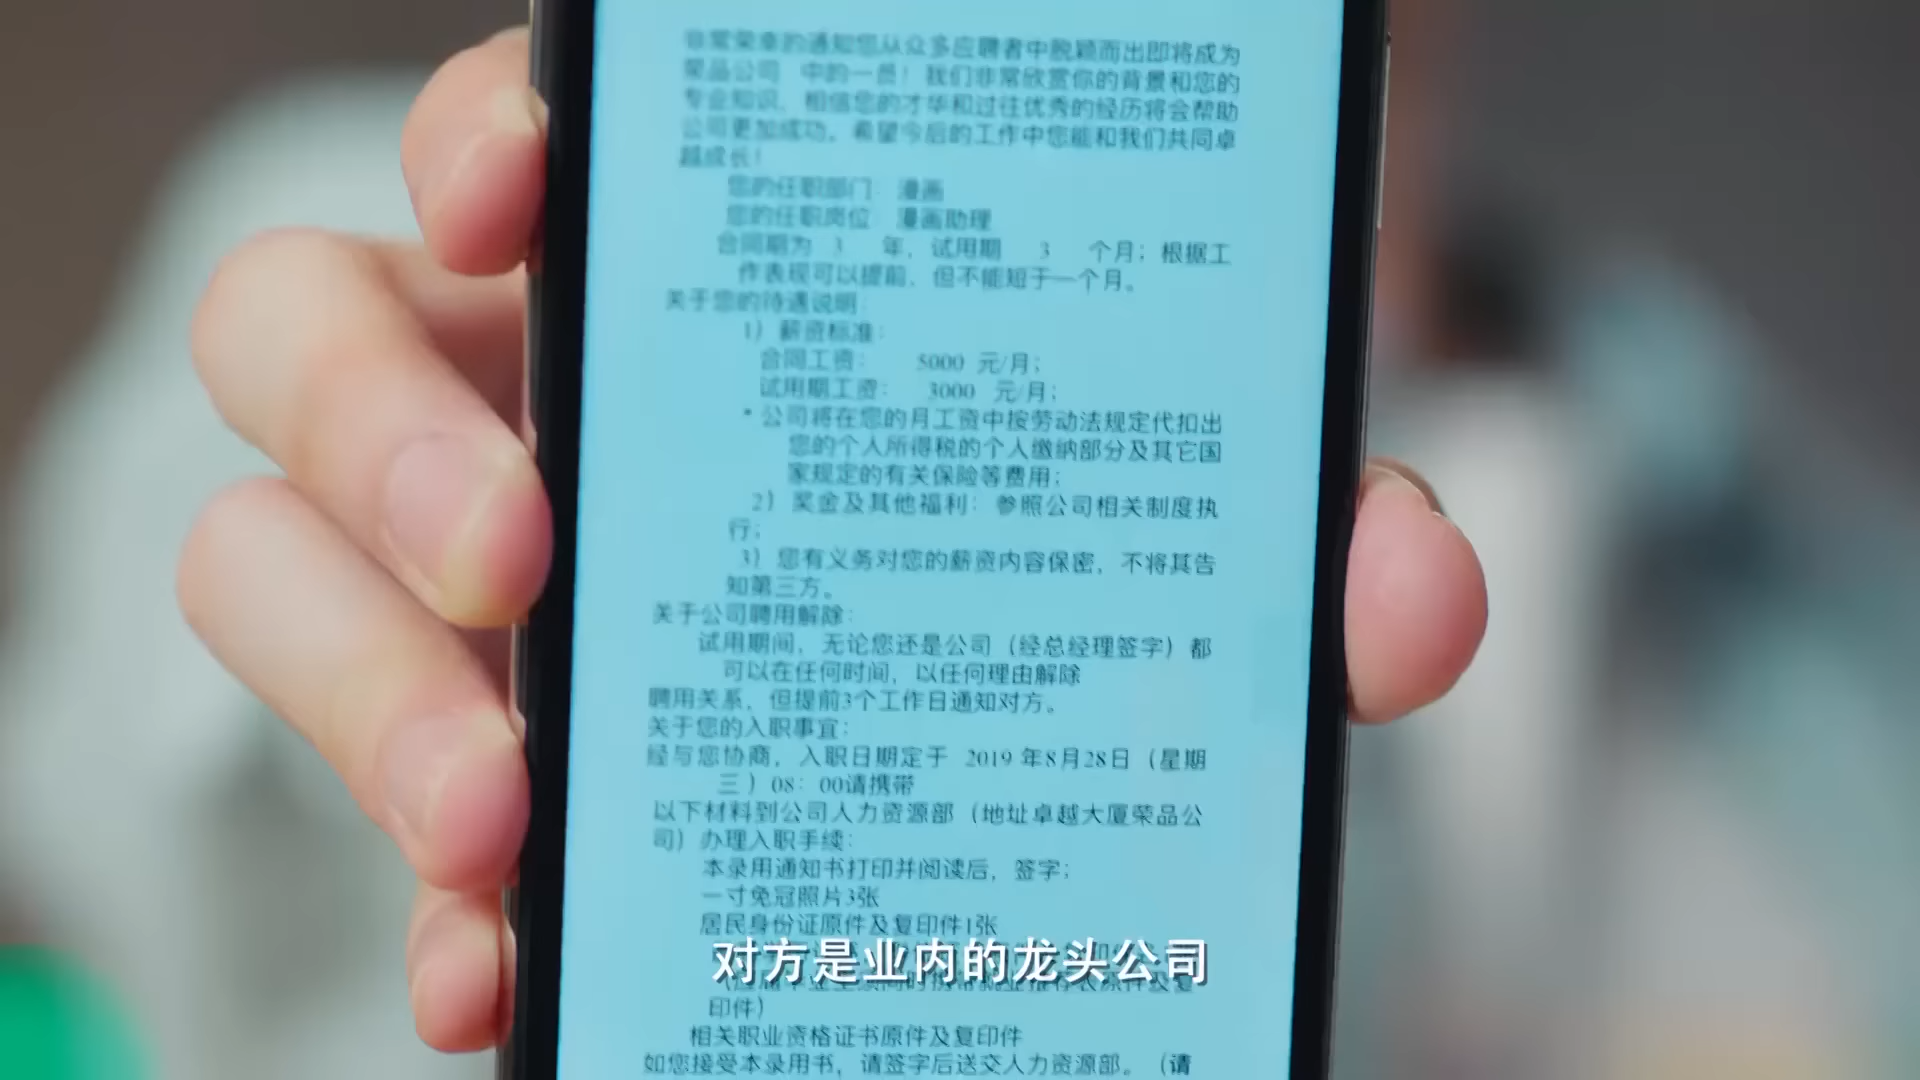 非常荣幸的通知您从众多应聘者中脱颖而出即将成为
荣品公司 中的一员！我们非常欣赏你的背景和您的
专业知识，相信您的才华和过往优秀的经历将会帮助
公司更加成功。希望今后的工作中您能和我们共同卓
越成长！
您的任职部门： 漫画
您的任职岗位： 漫画助理
合同期为 3 年，试用期 3 个月；根据工
作表现可以提前，但不能短于一个月。
关于您的待遇说明：
1）薪资标准：
合同工资： 5000 元/月；
试用期工资： 3000 元/月；
* 公司将在您的月工资中按劳动法规定代扣出
您的个人所得税的个人缴纳部分及其它国
家规定的有关保险等费用；
2）奖金及其他福利：参照公司相关制度执
行；
3）您有义务对您的薪资内容保密，不将其告
知第三方。
关于公司聘用解除：
试用期间，无论您还是公司（经总经理签字）都
可以在任何时间，以任何理由解除
聘用关系，但提前3个工作日通知对方。
关于您的入职事宜：
经与您协商，入职日期定于 2019 年8月28日（星期
三 ）08：00请携带
以下材料到公司人力资源部（地址卓越大厦荣品公
司）办理入职手续：
本录用通知书打印并阅读后，签字；
一寸免冠照片3张
居民身份证原件及复印件1张
对方是业内的龙头公司
印件）
相关职业资格证书原件及复印件
如您接受本录用书，请签字后送交人力资源部。（请